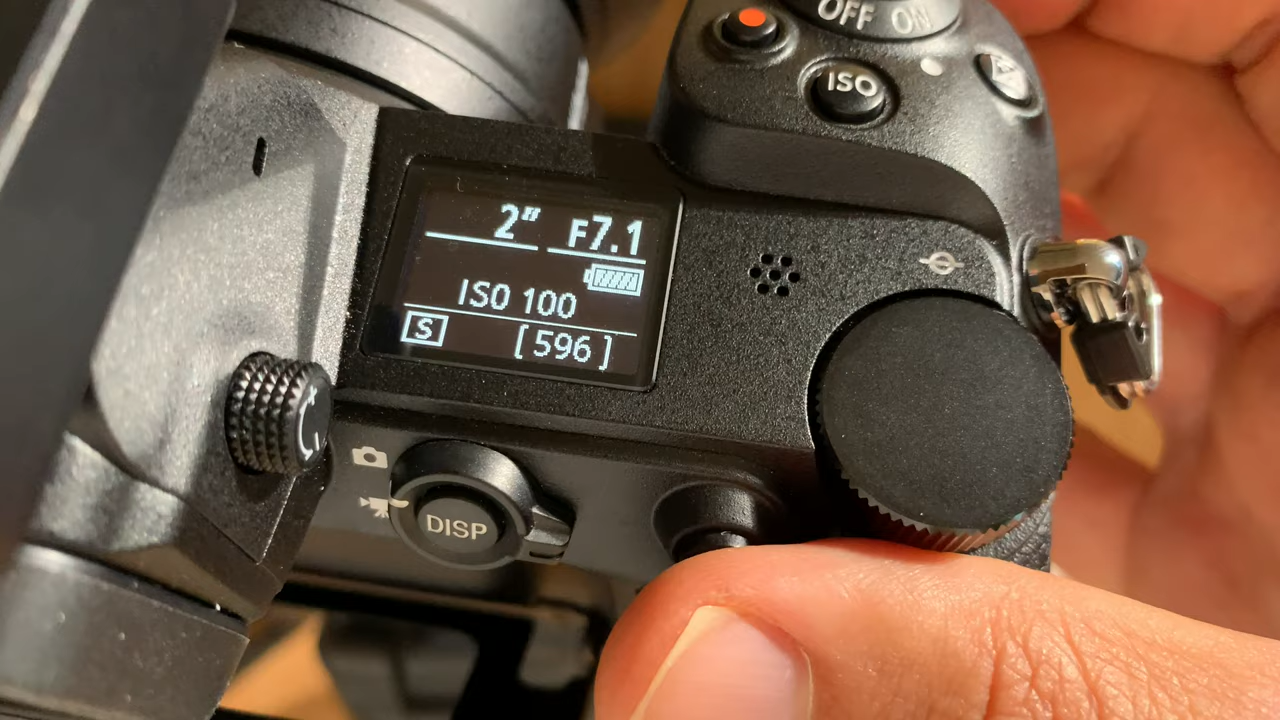 OFF ON
ISO
2" F7.1
ISO 100
S [596]
DISP